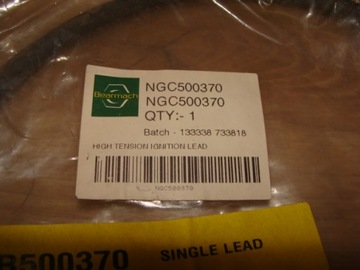 Bearmach
NGC500370
NGC500370
QTY:- 1
Batch - 133338 733818
HIGH TENSION IGNITION LEAD
NGC500370
R500370 SINGLE LEAD